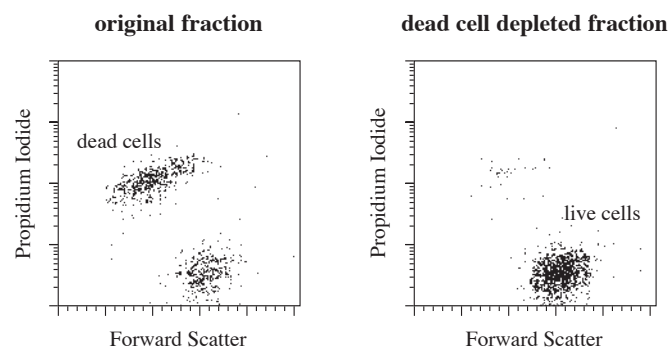 original fraction
Propidium Iodide
dead cells
Forward Scatter
dead cell depleted fraction
Propidium Iodide
live cells
Forward Scatter